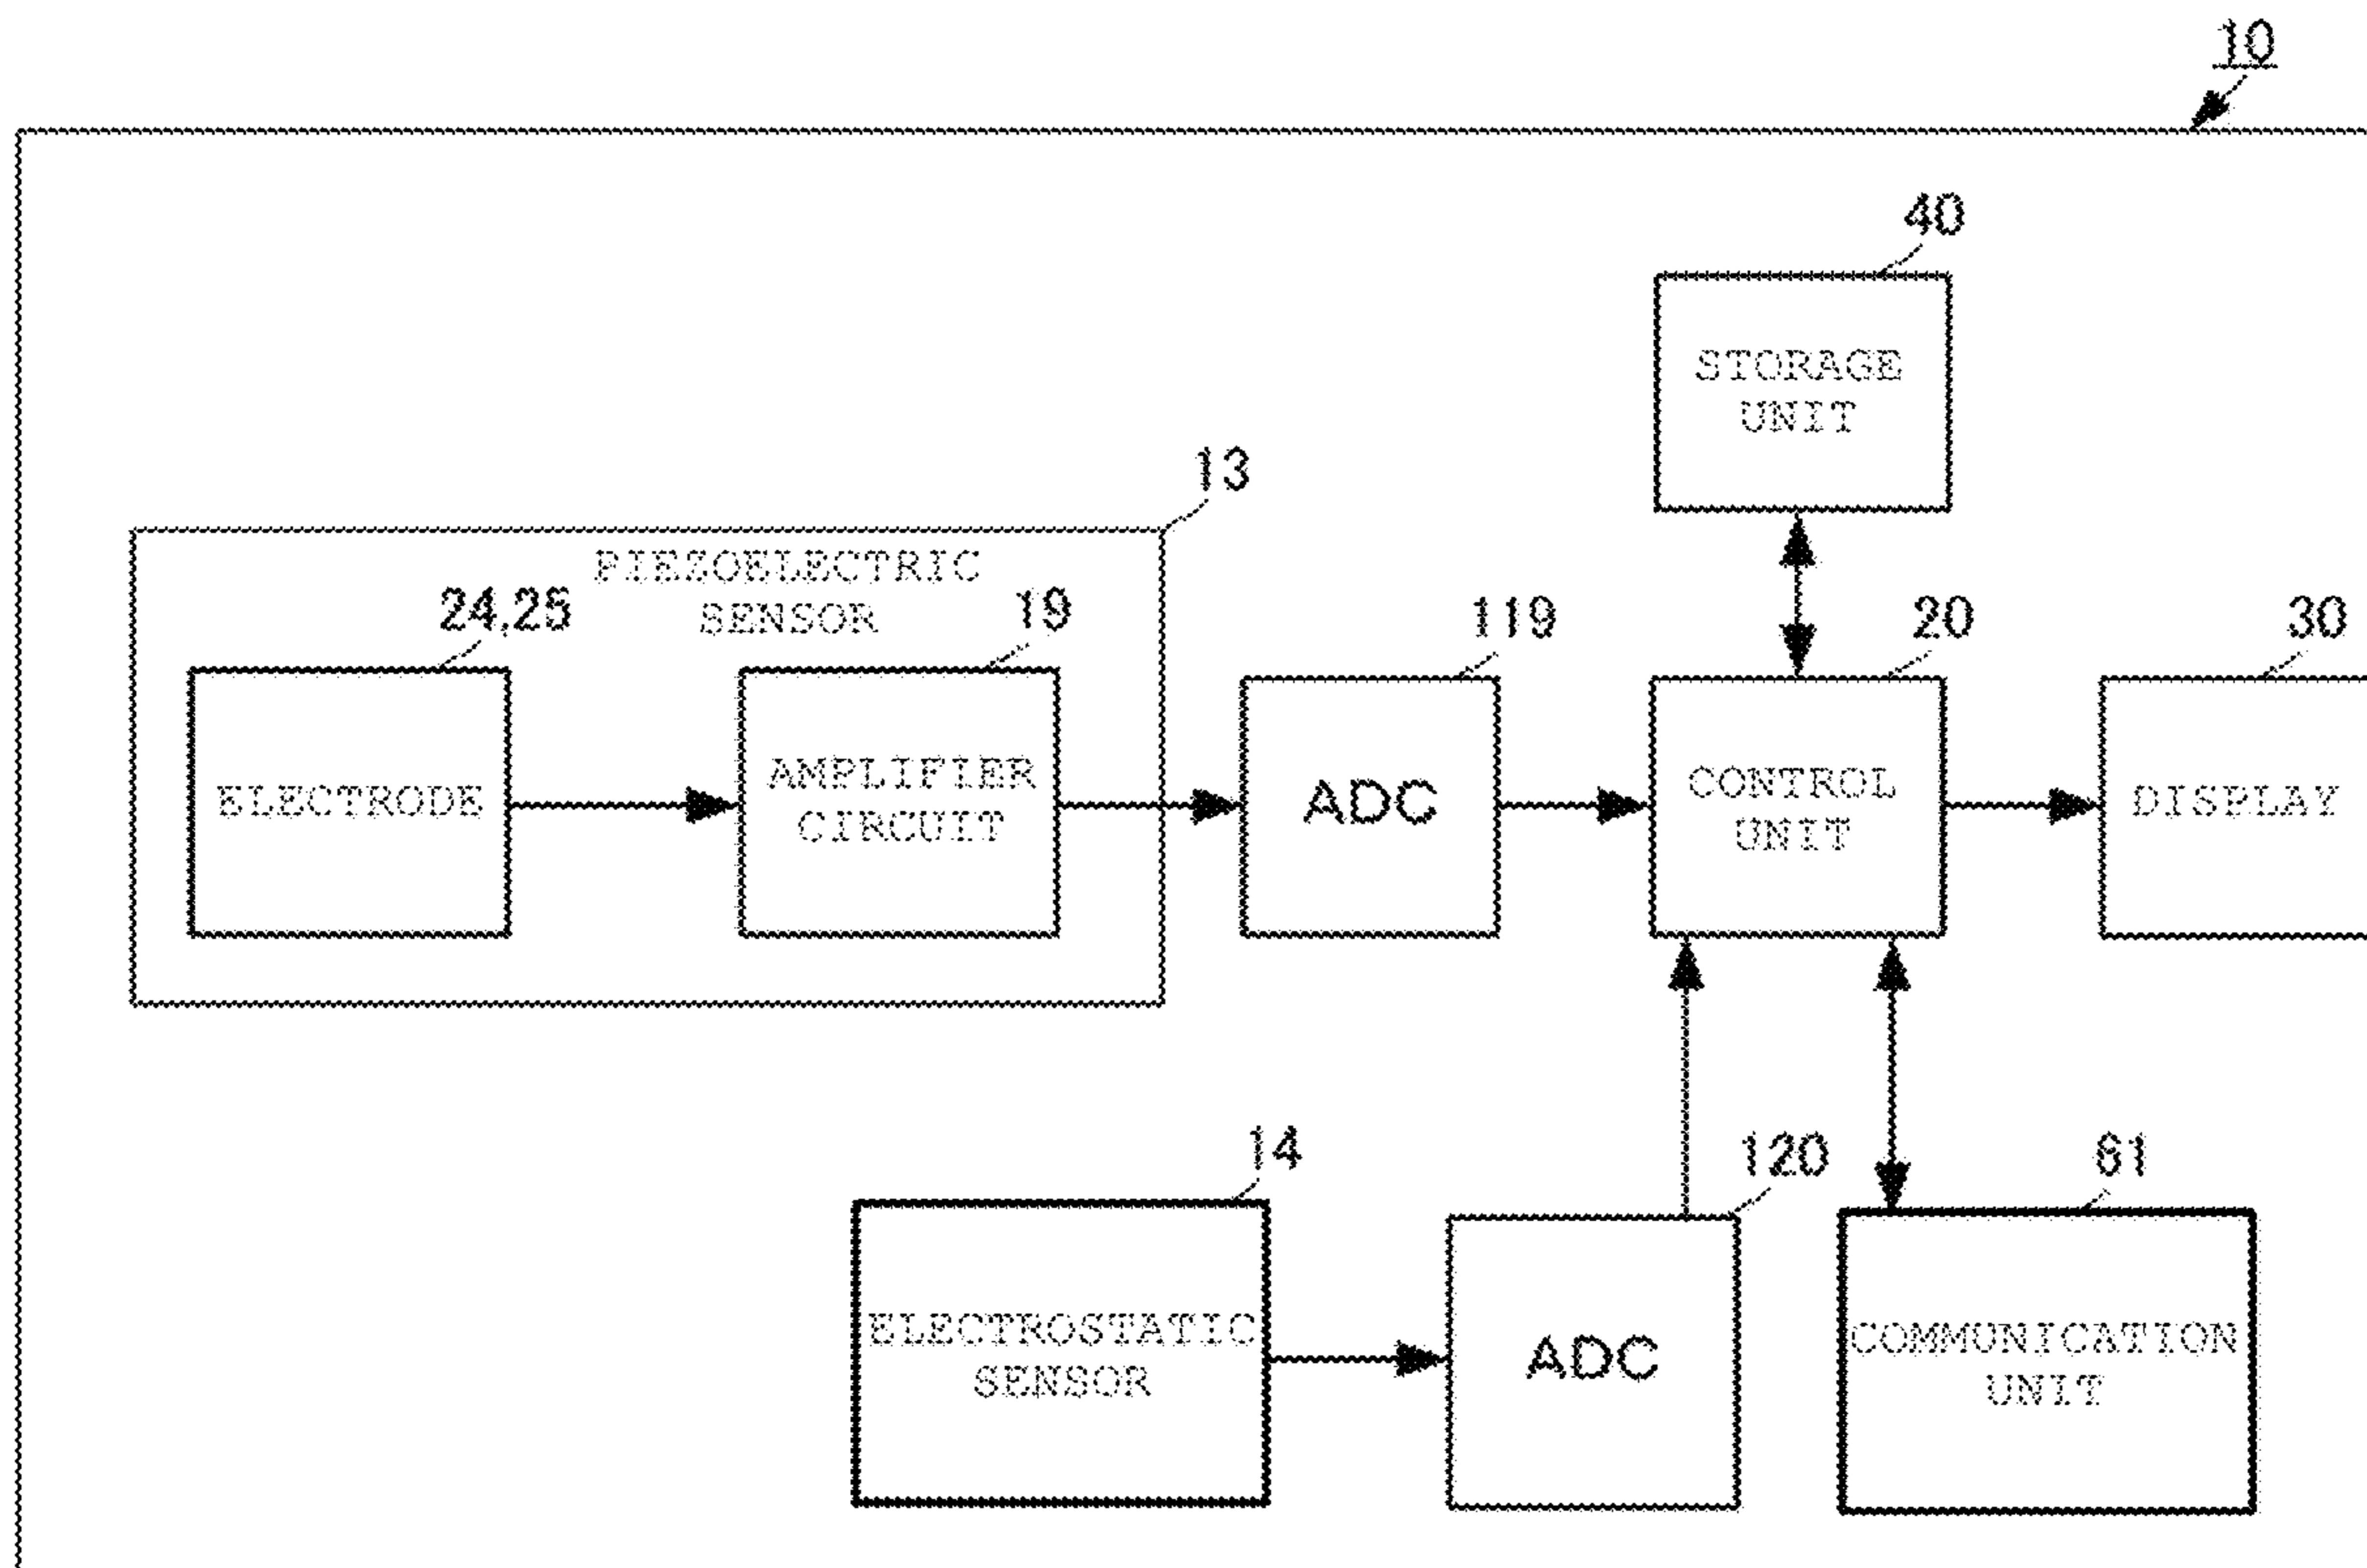 10
40
STORAGE
UNIT
13
PIEZOELECTRIC
SENSOR
24,25
19
119
20
30
ELECTRODE
AMPLIFIER
CIRCUIT
ADC
CONTROL
UNIT
DISPLAY
14
120
61
ELECTROSTATIC
SENSOR
ADC
COMMUNICATION
UNIT